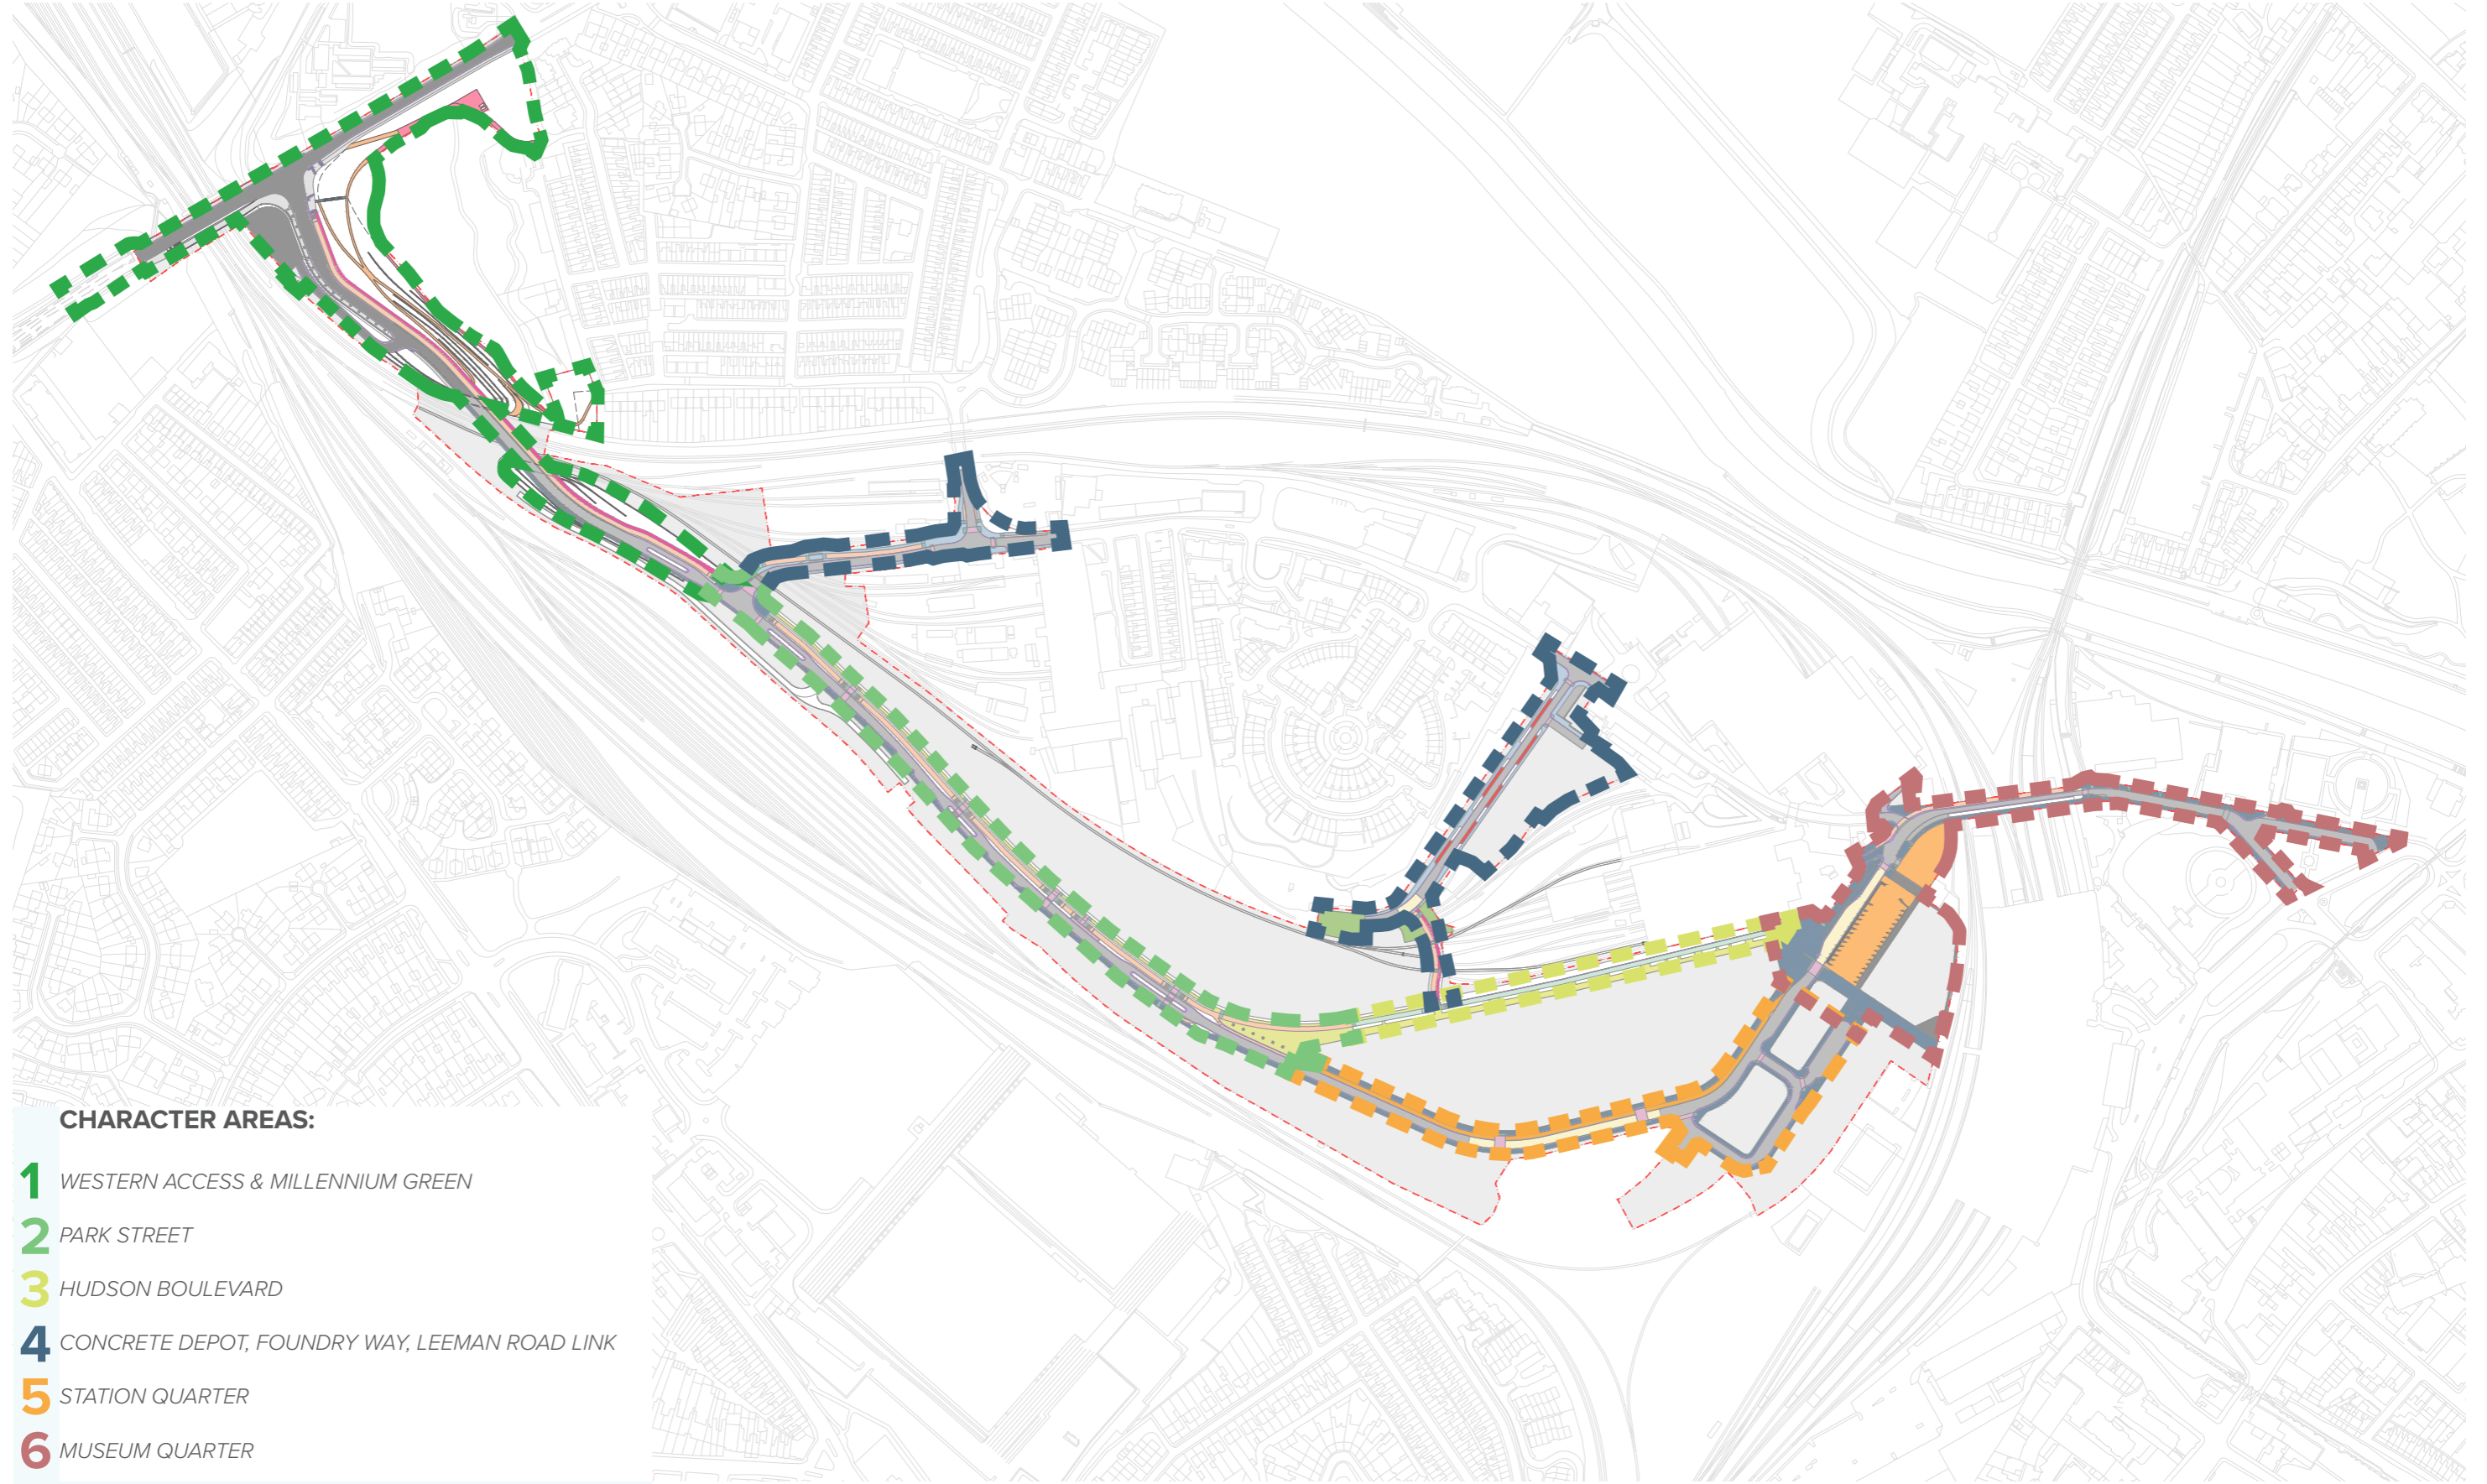 CHARACTER AREAS:
1 WESTERN ACCESS & MILLENNIUM GREEN
2 PARK STREET
3 HUDSON BOULEVARD
4 CONCRETE DEPOT, FOUNDRY WAY, LEEMAN ROAD LINK
5 STATION QUARTER
6 MUSEUM QUARTER